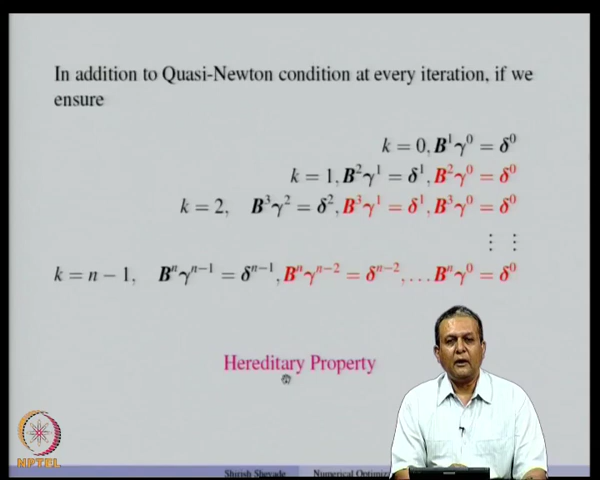 In addition to Quasi-Newton condition at every iteration, if we
ensure
k = 0, B¹γ⁰ = δ⁰
k = 1, B²γ¹ = δ¹, B²γ⁰ = δ⁰
k = 2, B³γ² = δ², B³γ¹ = δ¹, B³γ⁰ = δ⁰
⋮ ⋮
k = n − 1, Bⁿγⁿ⁻¹ = δⁿ⁻¹, Bⁿγⁿ⁻² = δⁿ⁻², … Bⁿγ⁰ = δ⁰
Hereditary Property
NPTEL
Shirish Shevade Numerical Optimiz